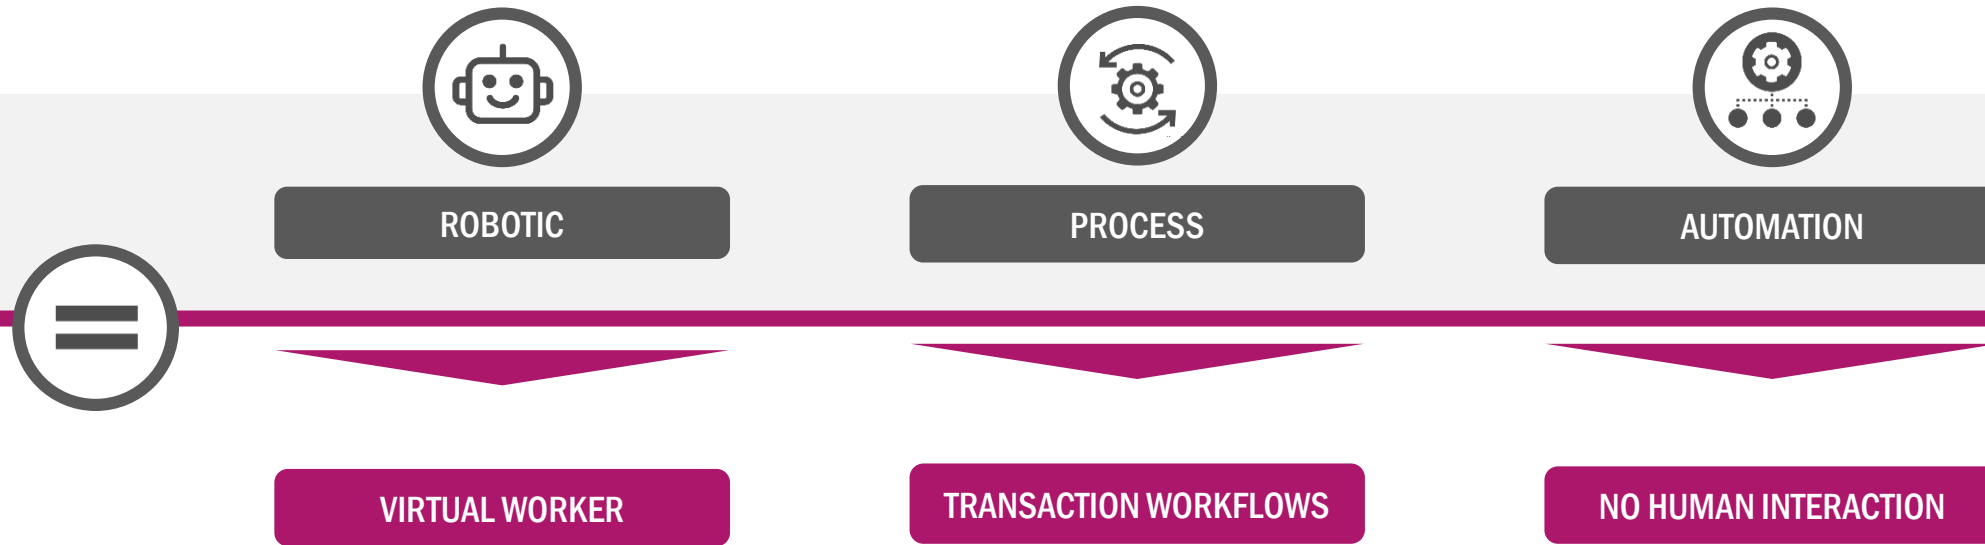 ROBOTIC
PROCESS
AUTOMATION
VIRTUAL WORKER
TRANSACTION WORKFLOWS
NO HUMAN INTERACTION